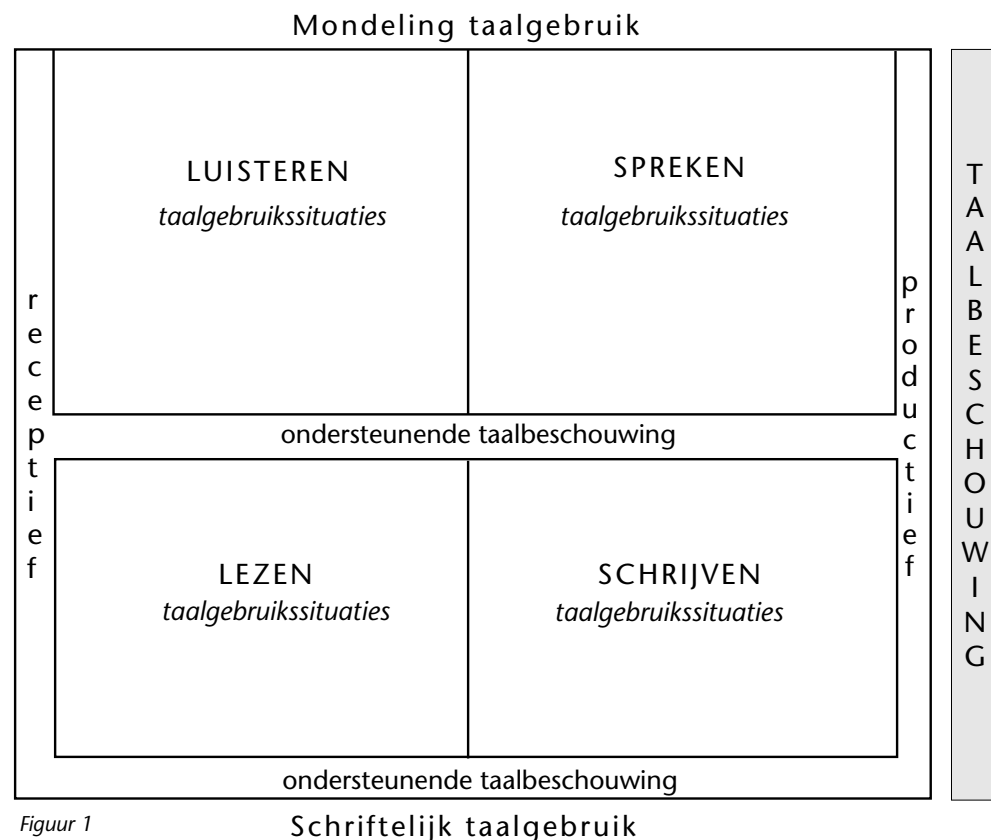 Mondeling taalgebruik
LUISTEREN
taalgebruikssituaties
SPREKEN
taalgebruikssituaties
receptief
productief
TAALBESCHOUWING
ondersteunende taalbeschouwing
LEZEN
taalgebruikssituaties
SCHRIJVEN
taalgebruikssituaties
ondersteunende taalbeschouwing
Figuur 1
Schriftelijk taalgebruik